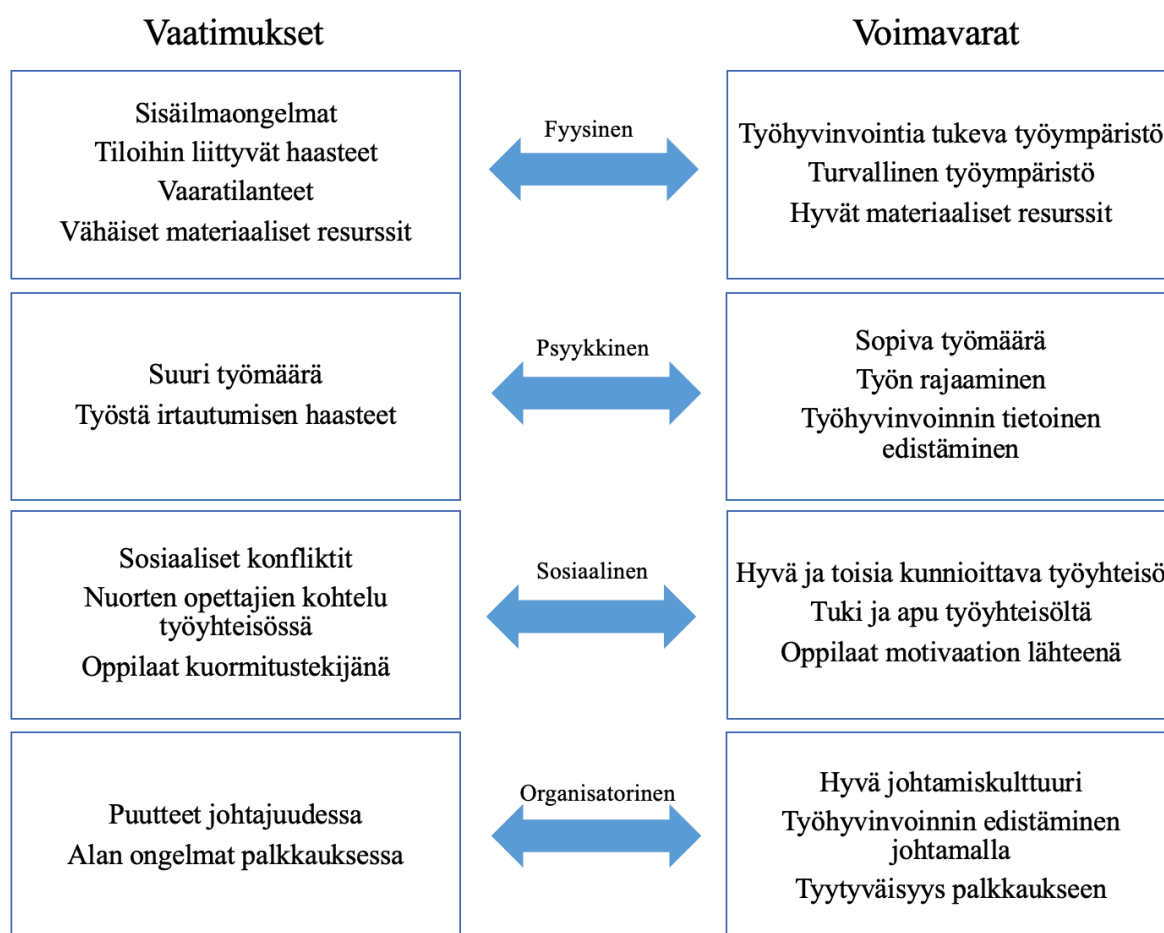 Vaatimukset
Voimavarat
Sisäilmaongelmat
Tiloihin liittyvät haasteet
Vaaratilanteet
Vähäiset materiaaliset resurssit
Fyysinen
Työhyvinvointia tukeva työympäristö
Turvallinen työympäristö
Hyvät materiaaliset resurssit
Suuri työmäärä
Työstä irtautumisen haasteet
Psyykkinen
Sopiva työmäärä
Työn rajaaminen
Työhyvinvoinnin tietoinen
edistäminen
Sosiaaliset konfliktit
Nuorten opettajien kohtelu
työyhteisössä
Oppilaat kuormitustekijänä
Sosiaalinen
Hyvä ja toisia kunnioittava työyhteisö
Tuki ja apu työyhteisöltä
Oppilaat motivaation lähteenä
Puutteet johtajuudessa
Alan ongelmat palkkauksessa
Organisatorinen
Hyvä johtamiskulttuuri
Työhyvinvoinnin edistäminen
johtamalla
Tyytyväisyys palkkaukseen